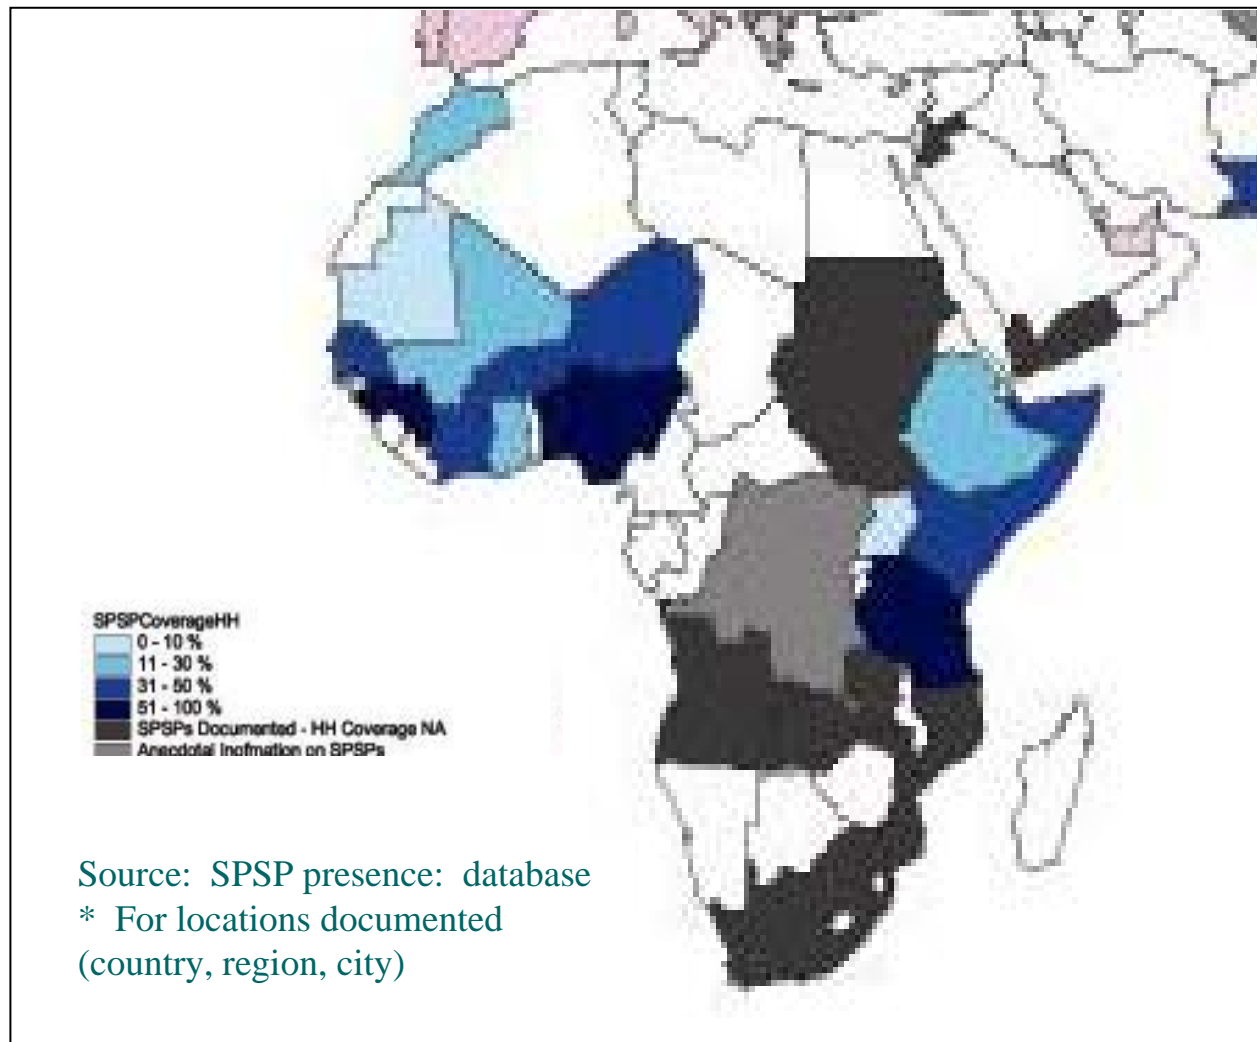 SPSPCoverageHH
0 - 10 %
11 - 30 %
31 - 50 %
51 - 100 %
SPSPs Documented - HH Coverage NA
Anecdotal Inofmation on SPSPs
Source: SPSP presence: database
* For locations documented
(country, region, city)